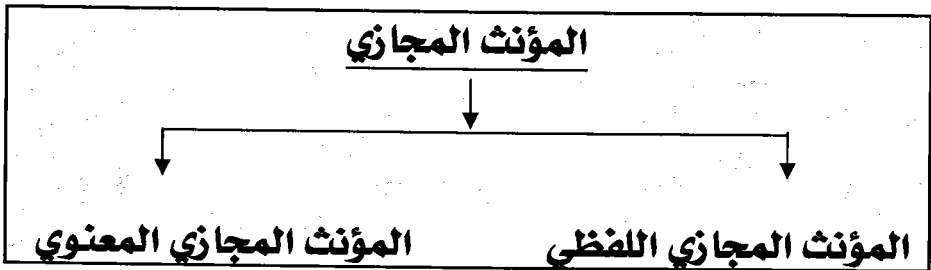 المؤنث المجازي
المؤنث المجازي اللفظي المؤنث المجازي المعنوي